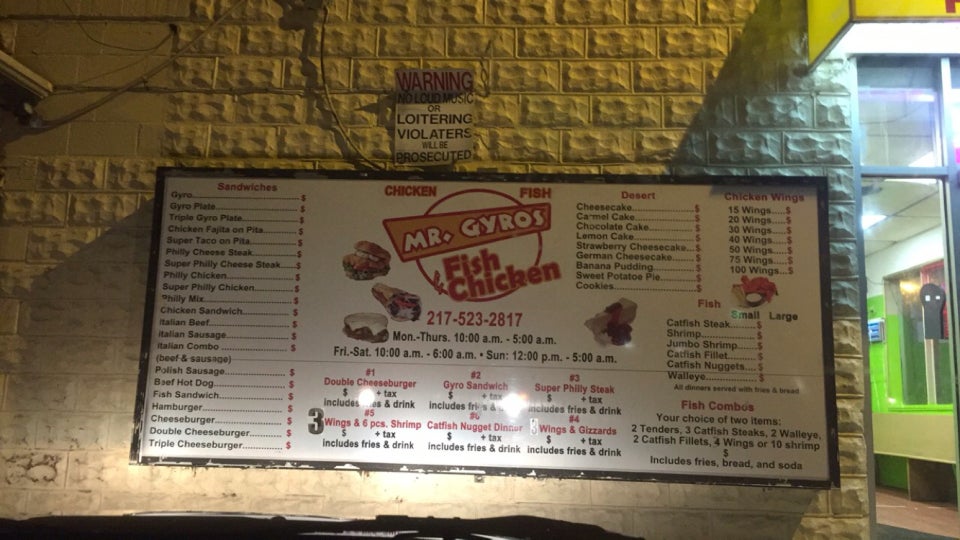 WARNING
NO LOUD MUSIC
OR
LOITERING
VIOLATERS
WILL BE
PROSECUTED
Sandwiches
Gyro $
Gyro Plate $
Triple Gyro Plate $
Chicken Fajita on Pita $
Super Taco on Pita $
Philly Cheese Steak $
Super Philly Cheese Steak $
Philly Chicken $
Super Philly Chicken $
Philly Mix $
Chicken Sandwich $
Italian Beef $
Italian Sausage $
Italian Combo $
(beef & sausage)
Polish Sausage $
Beef Hot Dog $
Fish Sandwich $
Hamburger $
Cheeseburger $
Double Cheeseburger $
Triple Cheeseburger $
CHICKEN FISH
MR. GYROS
& Fish
Chicken
217-523-2817
Mon.-Thurs. 10:00 a.m. - 5:00 a.m.
Fri.-Sat. 10:00 a.m. - 6:00 a.m. • Sun: 12:00 p.m. - 5:00 a.m.
#1
Double Cheeseburger
$ + tax
includes fries & drink
#2
Gyro Sandwich
$ + tax
includes fries & drink
#3
Super Philly Steak
$ + tax
includes fries & drink
#5
3 Wings & 6 pcs. Shrimp
$ + tax
includes fries & drink
#6
Catfish Nugget Dinner
$ + tax
includes fries & drink
#4
Wings & Gizzards
$ + tax
includes fries & drink
Desert
Cheesecake $
Carmel Cake $
Chocolate Cake $
Lemon Cake $
Strawberry Cheesecake $
German Cheesecake $
Banana Pudding $
Sweet Potatoe Pie $
Cookies $
Chicken Wings
15 Wings $
20 Wings $
30 Wings $
40 Wings $
50 Wings $
75 Wings $
100 Wings $
Fish
Small Large
Catfish Steak $
Shrimp $
Jumbo Shrimp $
Catfish Fillet $
Catfish Nuggets $
Walleye $
All dinners served with fries & bread
Fish Combos
Your choice of two items:
2 Tenders, 3 Catfish Steaks, 2 Walleye,
2 Catfish Fillets, 4 Wings or 10 shrimp
$
Includes fries, bread, and soda